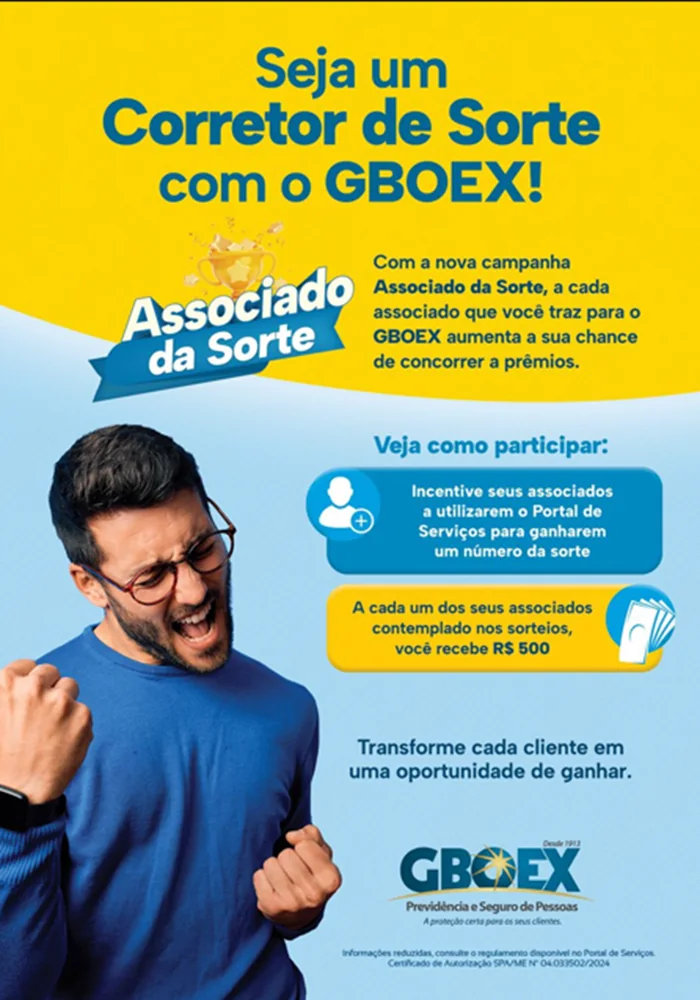 Seja um
Corretor de Sorte
com o GBOEX!
Associado
da Sorte
Com a nova campanha
Associado da Sorte, a cada
associado que você traz para o
GBOEX aumenta a sua chance
de concorrer a prêmios.
Veja como participar:
Incentive seus associados
a utilizarem o Portal de
Serviços para ganharem
um número da sorte
A cada um dos seus associados
contemplado nos sorteios,
você recebe R$ 500
Transforme cada cliente em
uma oportunidade de ganhar.
Desde 1913
GBOEX
Previdência e Seguro de Pessoas
A proteção certa para os seus clientes.
Informações reduzidas, consulte o regulamento disponível no Portal de Serviços.
Certificado de Autorização SPA/ME N° 04.033502/2024